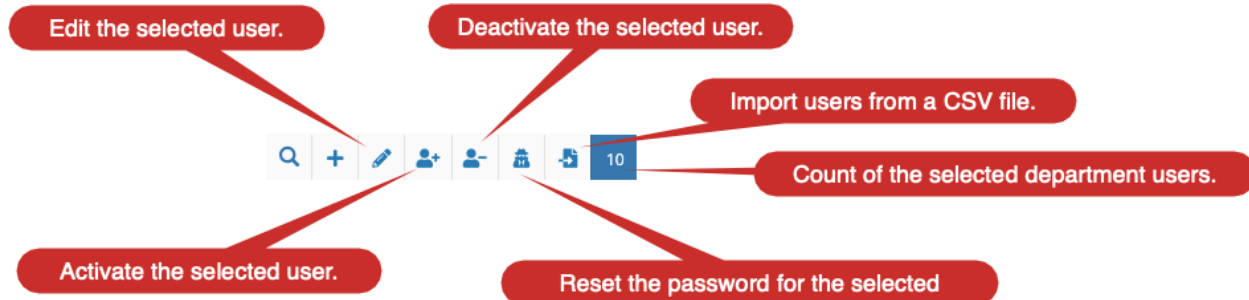 Edit the selected user.
Deactivate the selected user.
Import users from a CSV file.
10
Count of the selected department users.
Activate the selected user.
Reset the password for the selected